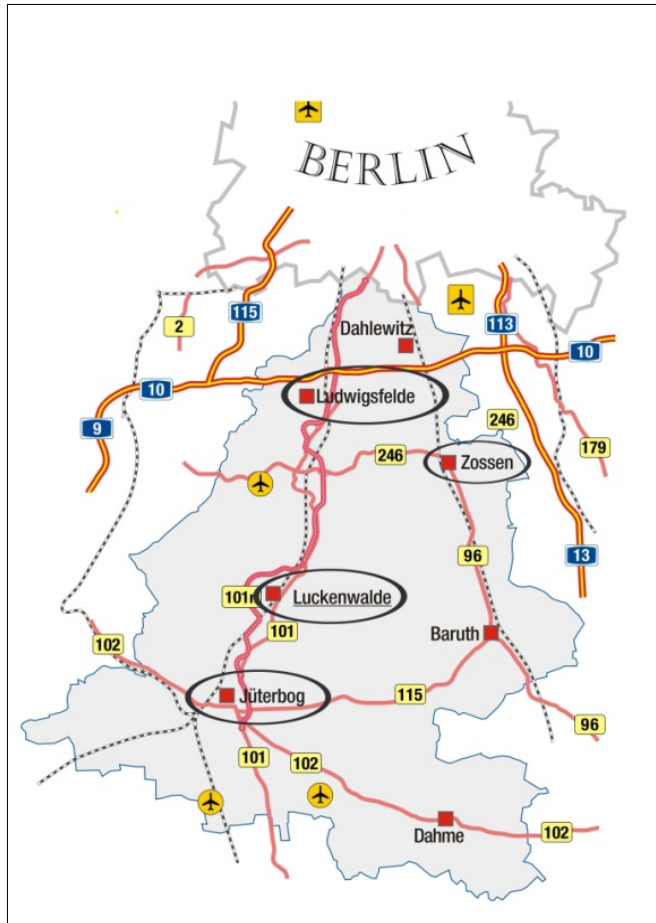 BERLIN
115
2
113
Dahlewitz
10
10
Ludwigsfelde
9
246
246
Zossen
179
96
13
101n
Luckenwalde
101
102
Baruth
Jüterbog
115
96
101
102
Dahme
102